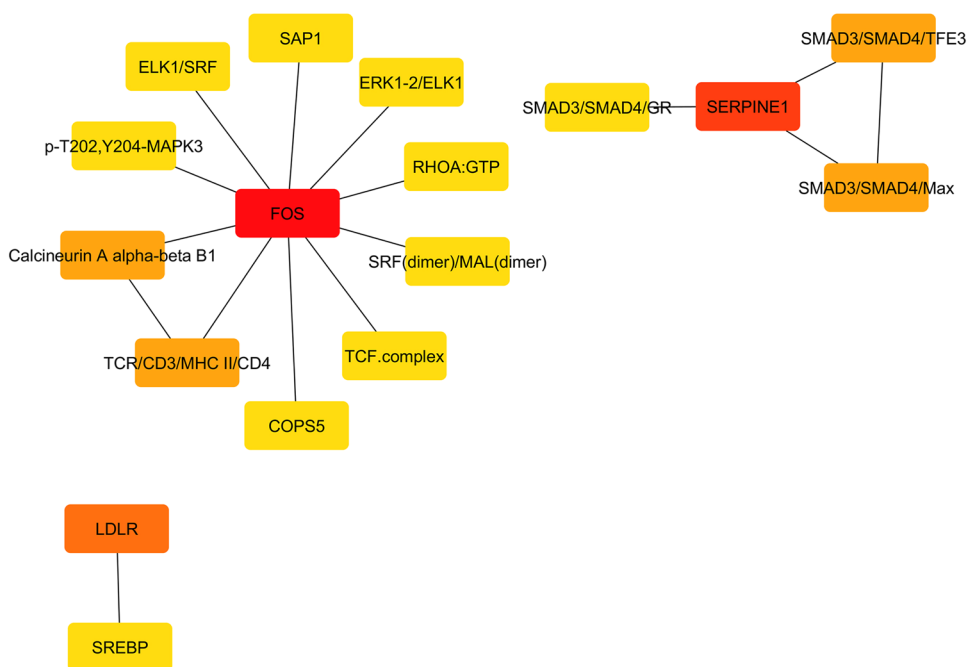 SAP1
SMAD3/SMAD4/TFE3
ELK1/SRF
ERK1-2/ELK1
SMAD3/SMAD4/GR
SERPINE1
p-T202,Y204-MAPK3
RHOA:GTP
SMAD3/SMAD4/Max
FOS
Calcineurin A alpha-beta B1
SRF(dimer)/MAL(dimer)
TCR/CD3/MHC II/CD4
TCF.complex
COPS5
LDLR
SREBP